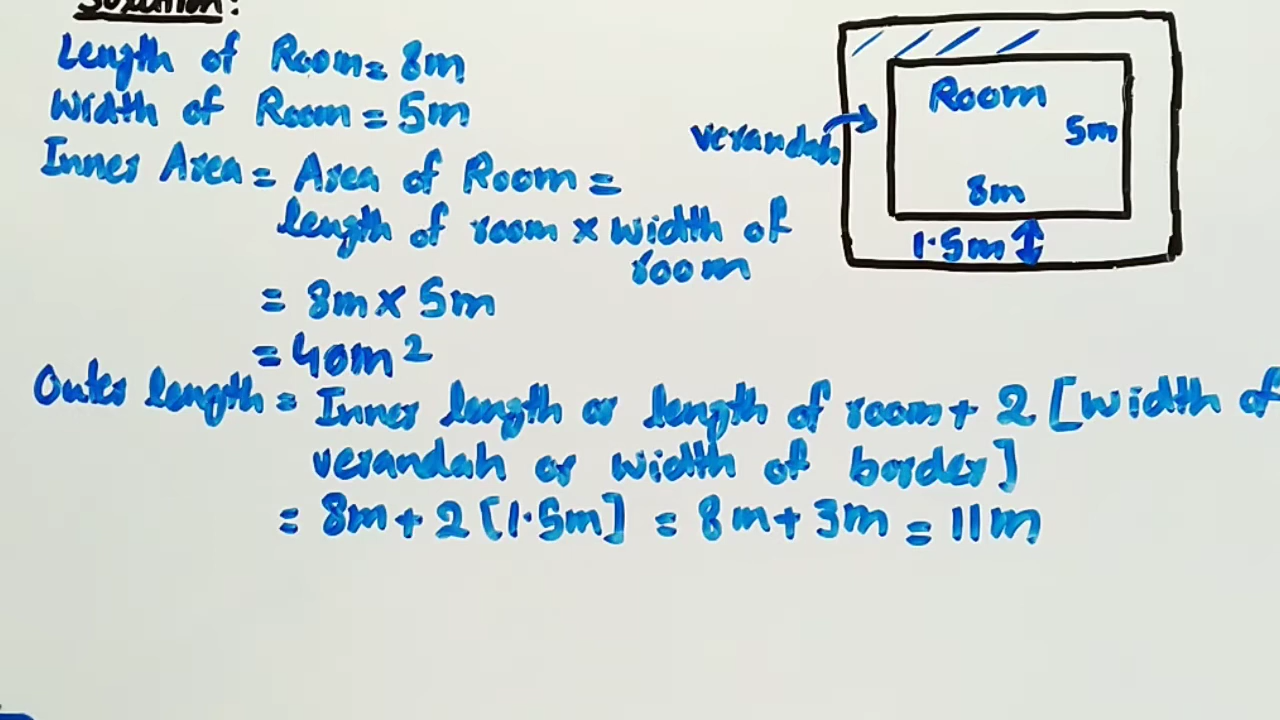 Solution:
Length of Room = 8m
Width of Room = 5m
Inner Area = Area of Room =
length of room × width of
room
= 8m × 5m
= 40m²
Outer length = Inner length or length of room + 2 [width of
verandah or width of border]
= 8m + 2 [1.5m] = 8m + 3m = 11m
Room
verandah
5m
8m
1.5m